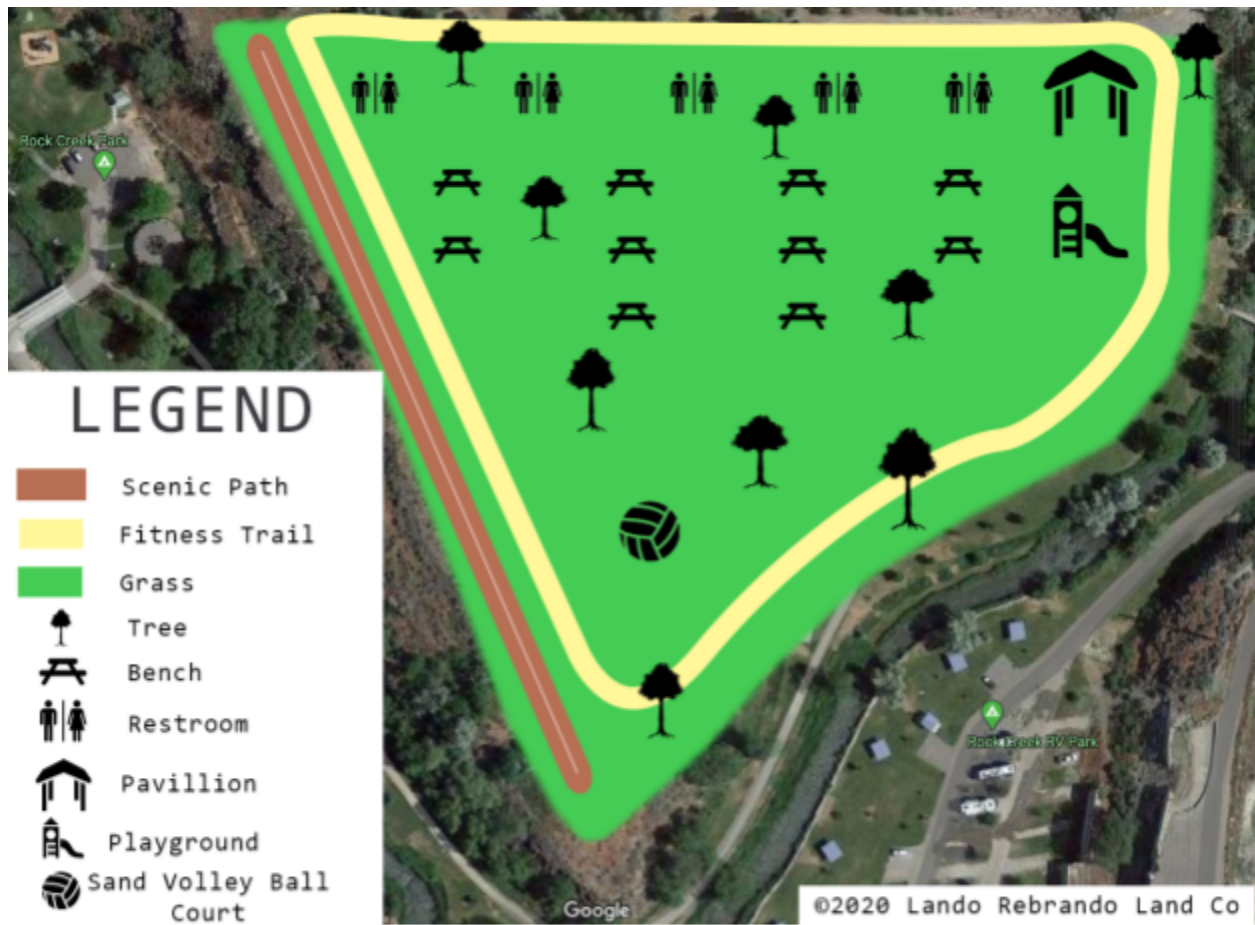 Rock Creek Park
LEGEND
Scenic Path
Fitness Trail
Grass
Tree
Bench
Restroom
Pavillion
Playground
Sand Volley Ball
Court
Rock Creek RV Park
Google
©2020 Lando Rebrando Land Co